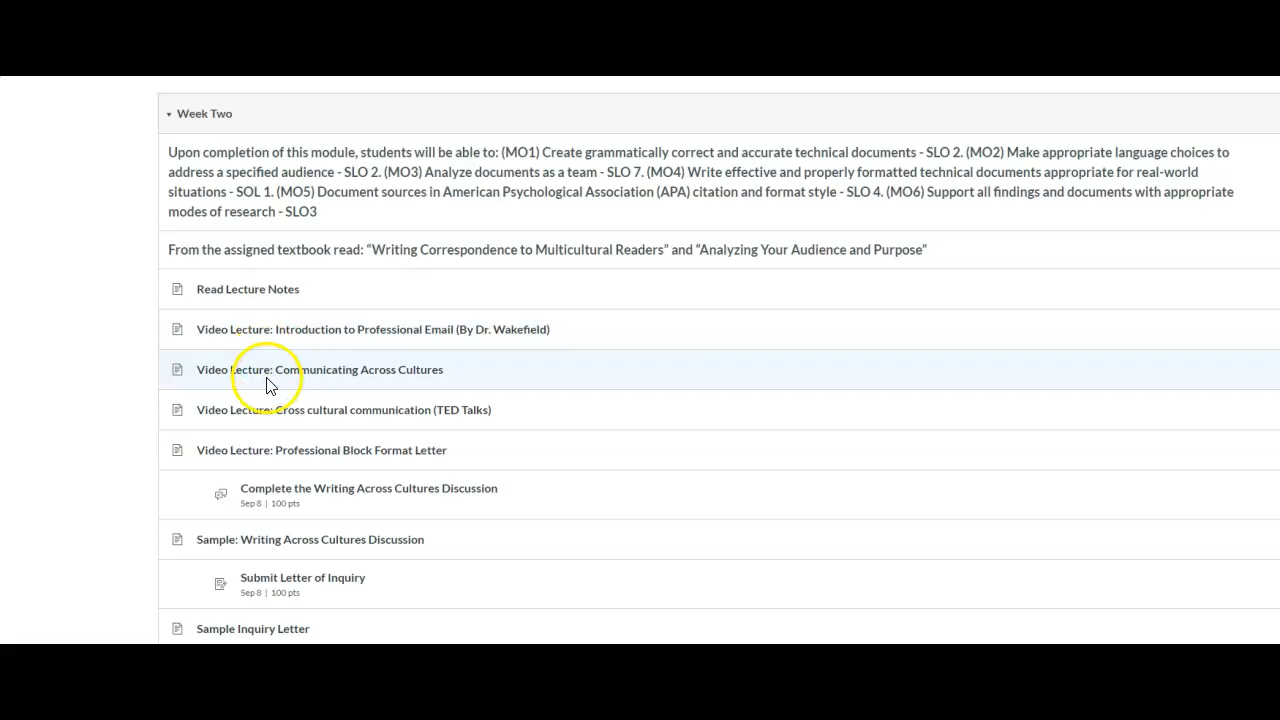 Week Two
Upon completion of this module, students will be able to: (MO1) Create grammatically correct and accurate technical documents - SLO 2. (MO2) Make appropriate language choices to
address a specified audience - SLO 2. (MO3) Analyze documents as a team - SLO 7. (MO4) Write effective and properly formatted technical documents appropriate for real-world
situations - SOL 1. (MO5) Document sources in American Psychological Association (APA) citation and format style - SLO 4. (MO6) Support all findings and documents with appropriate
modes of research - SLO3
From the assigned textbook read: “Writing Correspondence to Multicultural Readers” and “Analyzing Your Audience and Purpose”
Read Lecture Notes
Video Lecture: Introduction to Professional Email (By Dr. Wakefield)
Video Lecture: Communicating Across Cultures
Video Lecture: Cross cultural communication (TED Talks)
Video Lecture: Professional Block Format Letter
Complete the Writing Across Cultures Discussion
Sep 8 | 100 pts
Sample: Writing Across Cultures Discussion
Submit Letter of Inquiry
Sep 8 | 100 pts
Sample Inquiry Letter